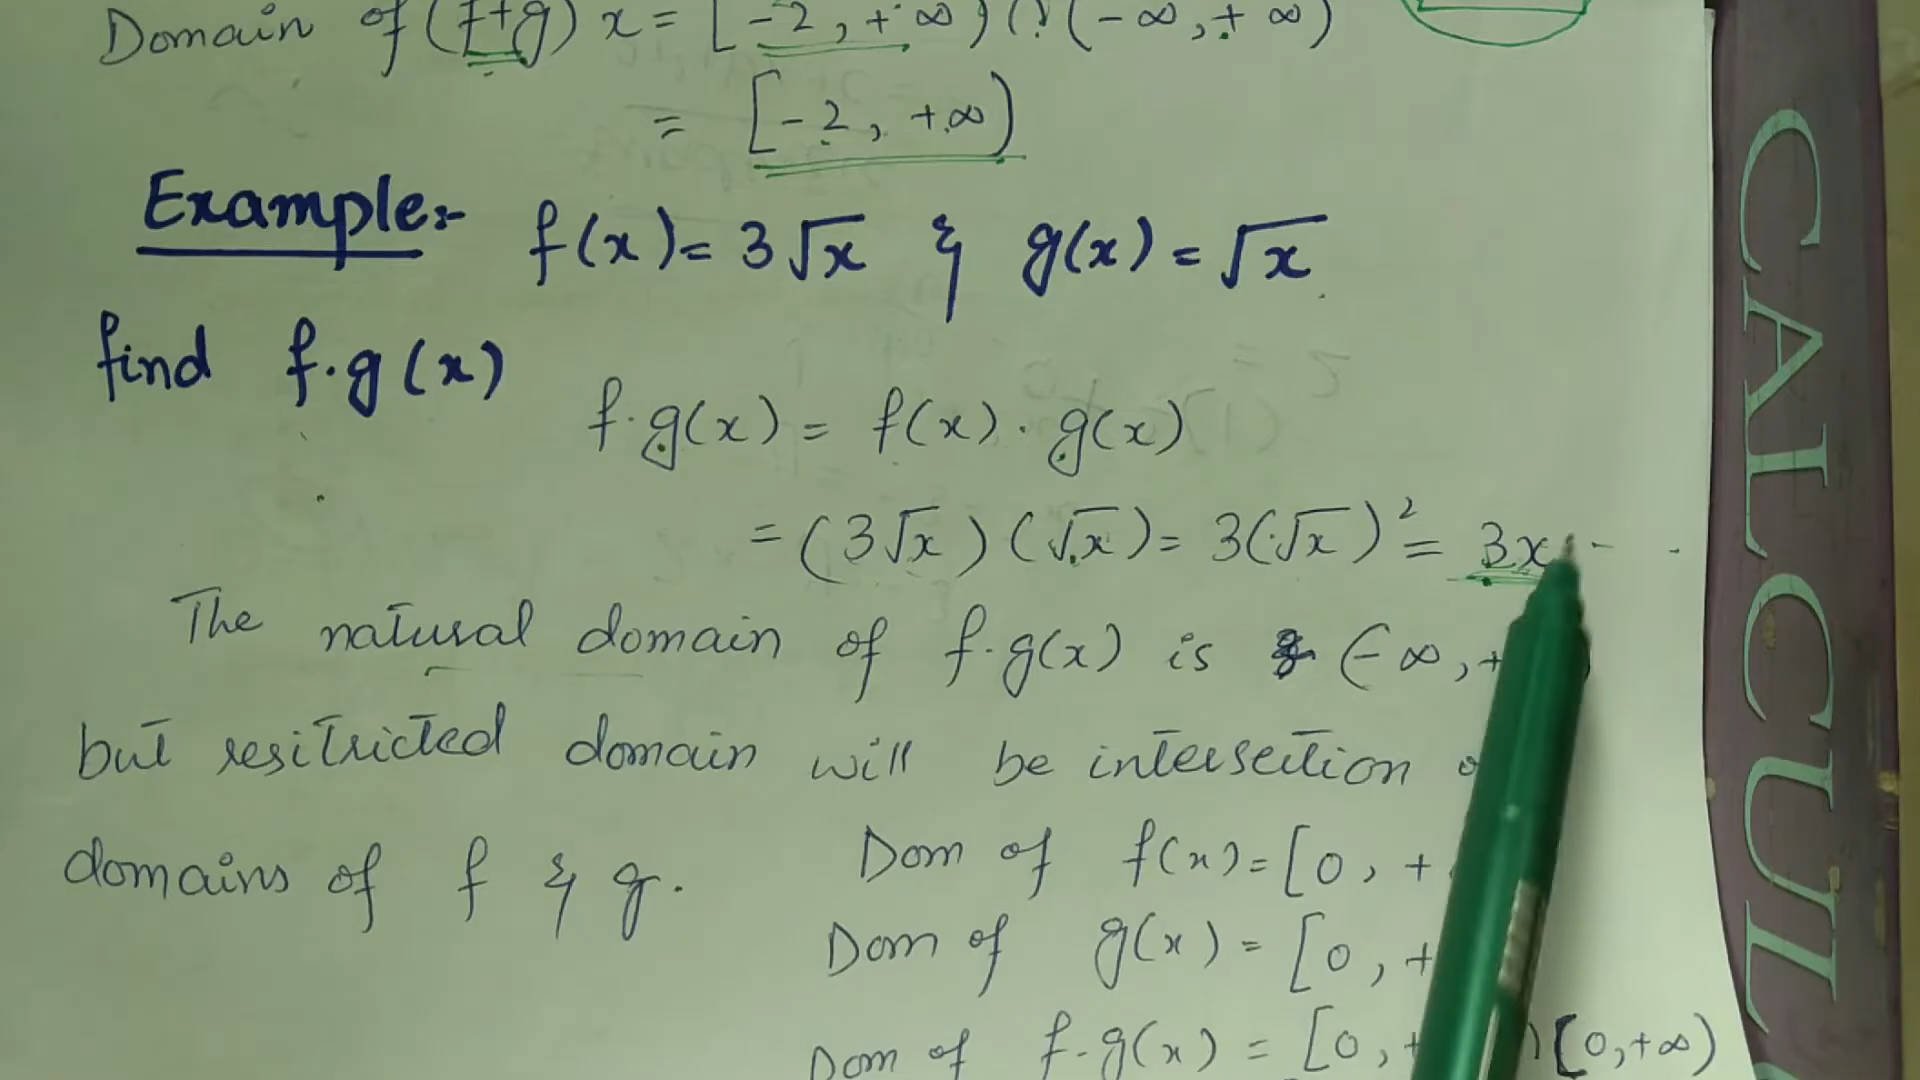 Domain of (f+g) x = [-2, +∞) ∩ (-∞, +∞)
= [-2, +∞)
Example:- f(x) = 3√x & g(x) = √x
find f.g(x)
f.g(x) = f(x) . g(x)
= (3√x)(√x) = 3(√x)² = 3x
The natural domain of f.g(x) is (-∞, +
but resitricted domain will be intersection
domains of f & g.
Dom of f(x) = [0, +
Dom of g(x) = [0, +
Dom of f.g(x) = [0, + ) [0,+∞)
CALCUL